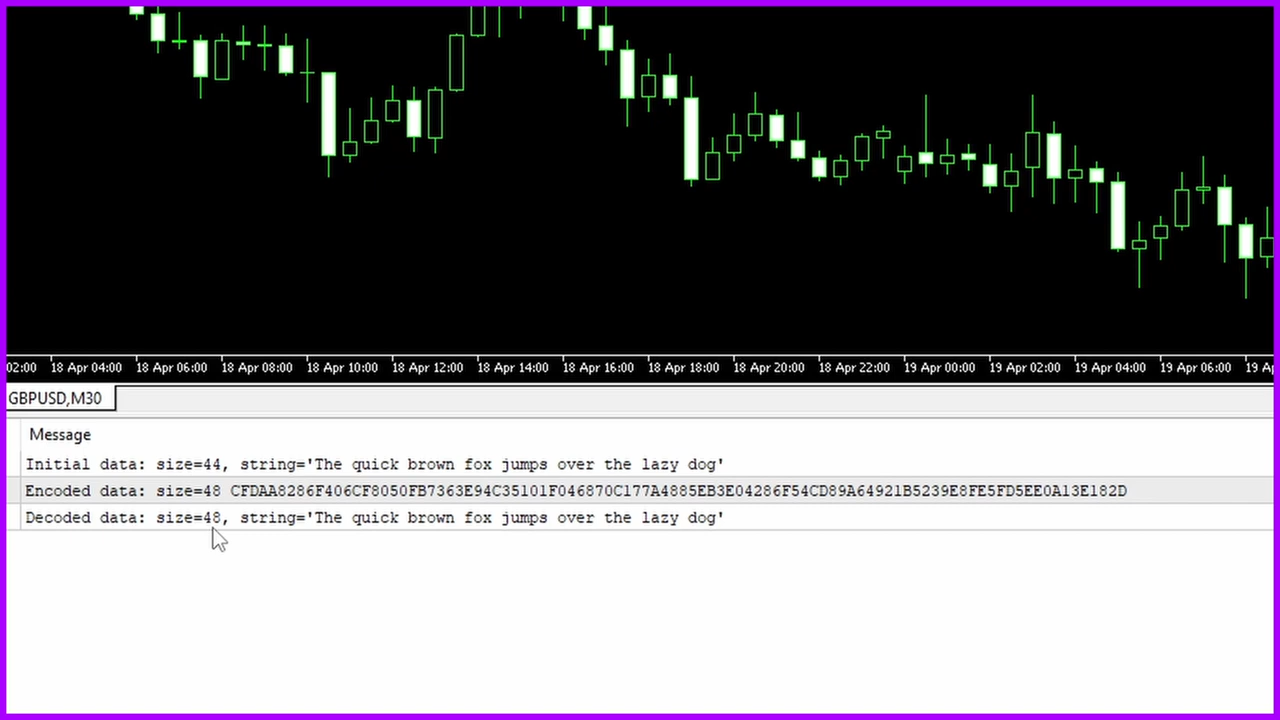 02:00 18 Apr 04:00 18 Apr 06:00 18 Apr 08:00 18 Apr 10:00 18 Apr 12:00 18 Apr 14:00 18 Apr 16:00 18 Apr 18:00 18 Apr 20:00 18 Apr 22:00 19 Apr 00:00 19 Apr 02:00 19 Apr 04:00 19 Apr 06:00 19 Ap
GBPUSD,M30
Message
Initial data: size=44, string='The quick brown fox jumps over the lazy dog'
Encoded data: size=48 CFDAA8286F406CF8050FB7363E94C35101F046870C177A4885EB3E04286F54CD89A64921B5239E8FE5FD5EE0A13E182D
Decoded data: size=48, string='The quick brown fox jumps over the lazy dog'